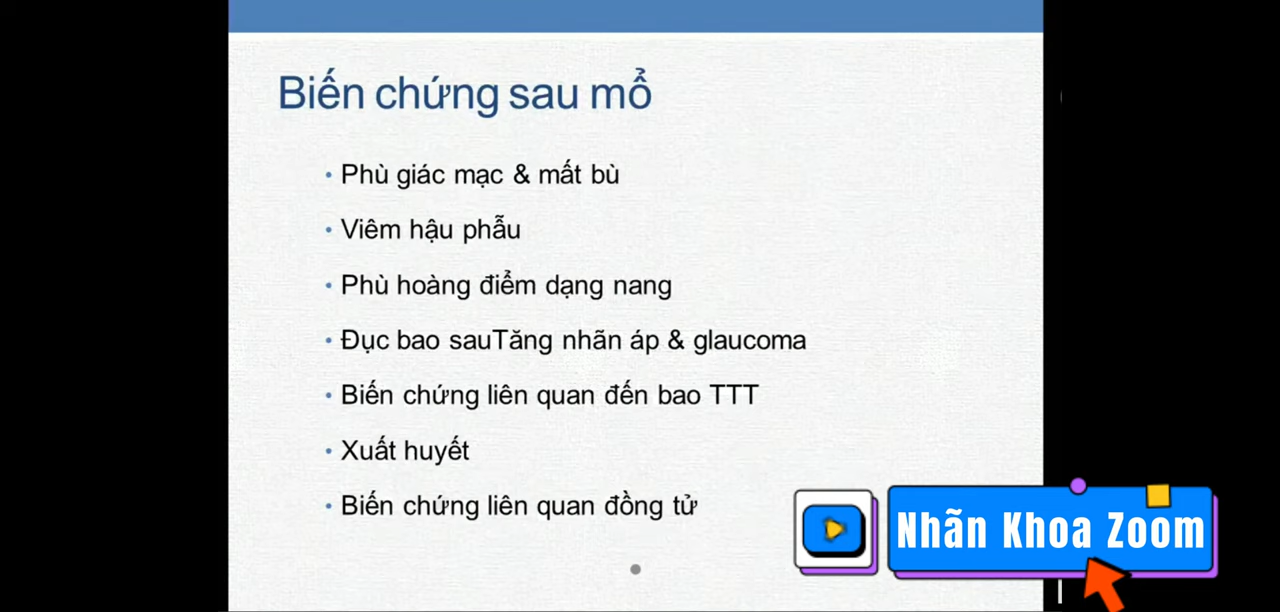 Biến chứng sau mổ
• Phù giác mạc & mất bù
• Viêm hậu phẫu
• Phù hoàng điểm dạng nang
• Đục bao sauTăng nhãn áp & glaucoma
• Biến chứng liên quan đến bao TTT
• Xuất huyết
• Biến chứng liên quan đồng tử
Nhãn Khoa Zoom